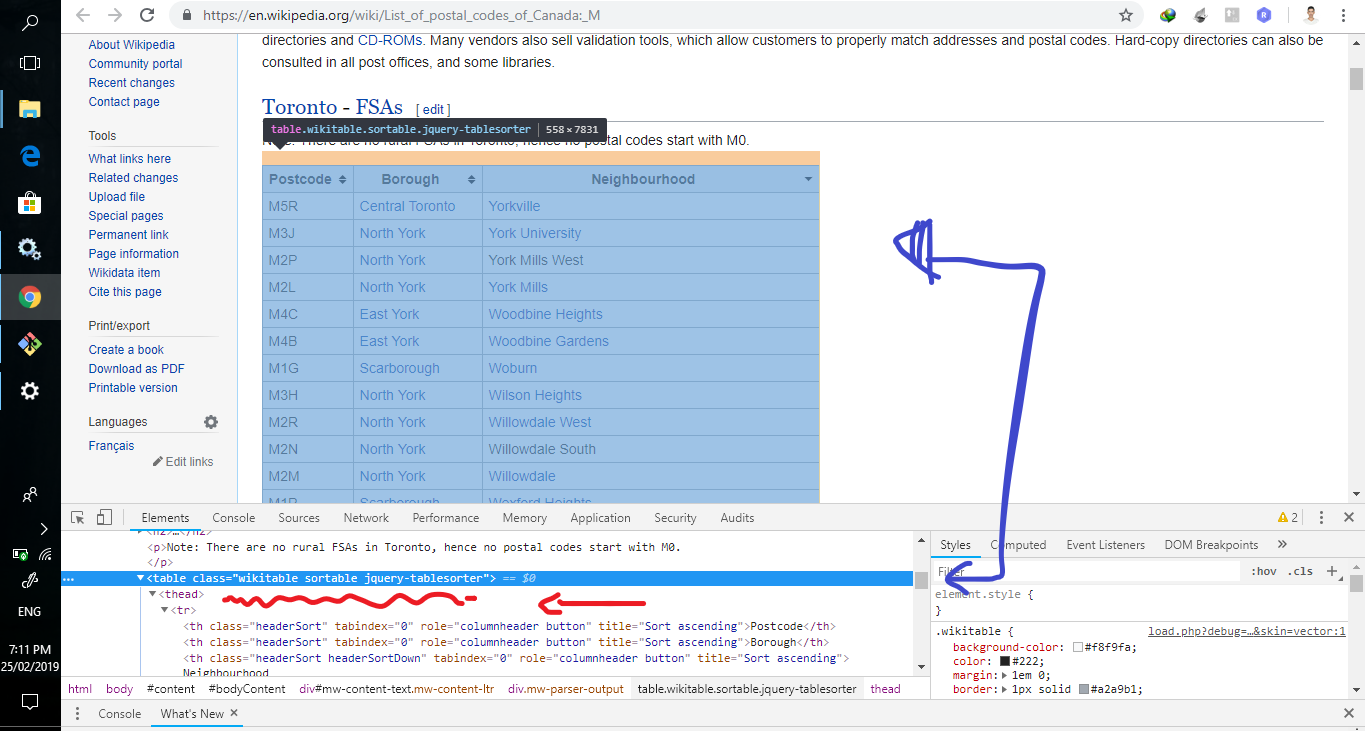 https://en.wikipedia.org/wiki/List_of_postal_codes_of_Canada:_M
About Wikipedia
Community portal
Recent changes
Contact page
Tools
What links here
Related changes
Upload file
Special pages
Permanent link
Page information
Wikidata item
Cite this page
Print/export
Create a book
Download as PDF
Printable version
Languages
Français
Edit links
directories and CD-ROMs. Many vendors also sell validation tools, which allow customers to properly match addresses and postal codes. Hard-copy directories can also be
consulted in all post offices, and some libraries.
Toronto - FSAs [ edit ]
table.wikitable.sortable.jquery-tablesorter 558 × 7831
Note: There are no rural FSAs in Toronto, hence no postal codes start with M0.
Postcode Borough Neighbourhood
M5R Central Toronto Yorkville
M3J North York York University
M2P North York York Mills West
M2L North York York Mills
M4C East York Woodbine Heights
M4B East York Woodbine Gardens
M1G Scarborough Woburn
M3H North York Wilson Heights
M2R North York Willowdale West
M2N North York Willowdale South
M2M North York Willowdale
M1R Scarborough Wexford Heights
Elements Console Sources Network Performance Memory Application Security Audits 2
<h2>…</h2>
<p>Note: There are no rural FSAs in Toronto, hence no postal codes start with M0.
</p>
<table class="wikitable sortable jquery-tablesorter"> == $0
<thead>
<tr>
<th class="headerSort" tabindex="0" role="columnheader button" title="Sort ascending">Postcode</th>
<th class="headerSort" tabindex="0" role="columnheader button" title="Sort ascending">Borough</th>
<th class="headerSort headerSortDown" tabindex="0" role="columnheader button" title="Sort ascending">
Neighbourhood
html body #content #bodyContent div#mw-content-text.mw-content-ltr div.mw-parser-output table.wikitable.sortable.jquery-tablesorter thead
Styles Computed Event Listeners DOM Breakpoints »
Filter :hov .cls +
element.style {
}
.wikitable { load.php?debug=…&skin=vector:1
background-color: #f8f9fa;
color: #222;
margin: 1em 0;
border: 1px solid #a2a9b1;
Console What's New
ENG
7:11 PM
25/02/2019